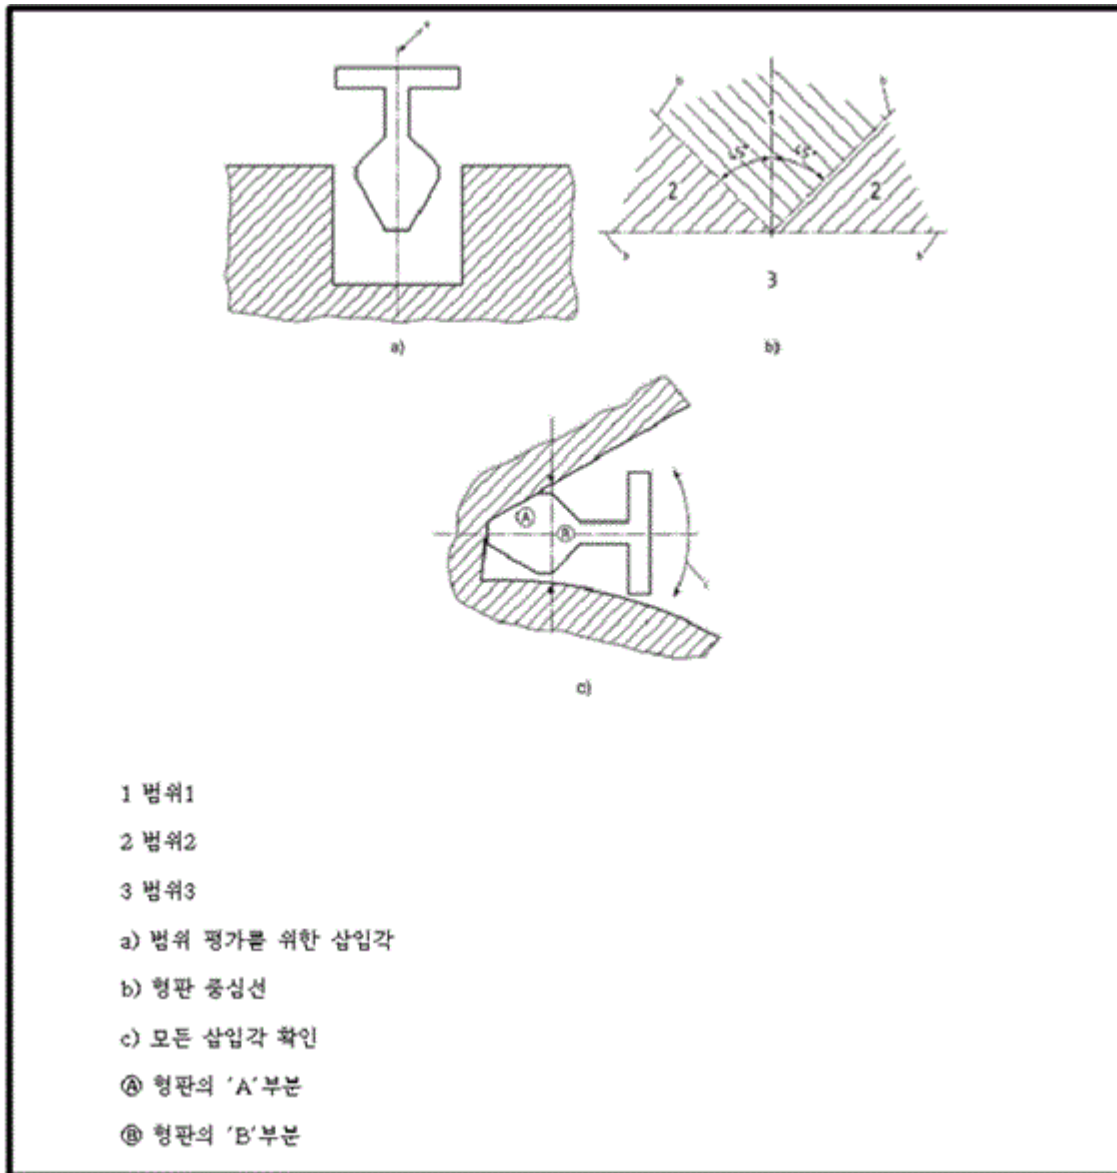 a
b
b
45°
45°
1
2
2
3
a)
b)
A
B
c)
1 범위1
2 범위2
3 범위3
a) 범위 평가를 위한 삽입각
b) 형판 중심선
c) 모든 삽입각 확인
Ⓐ 형판의 ´A´부분
Ⓑ 형판의 ´B´부분